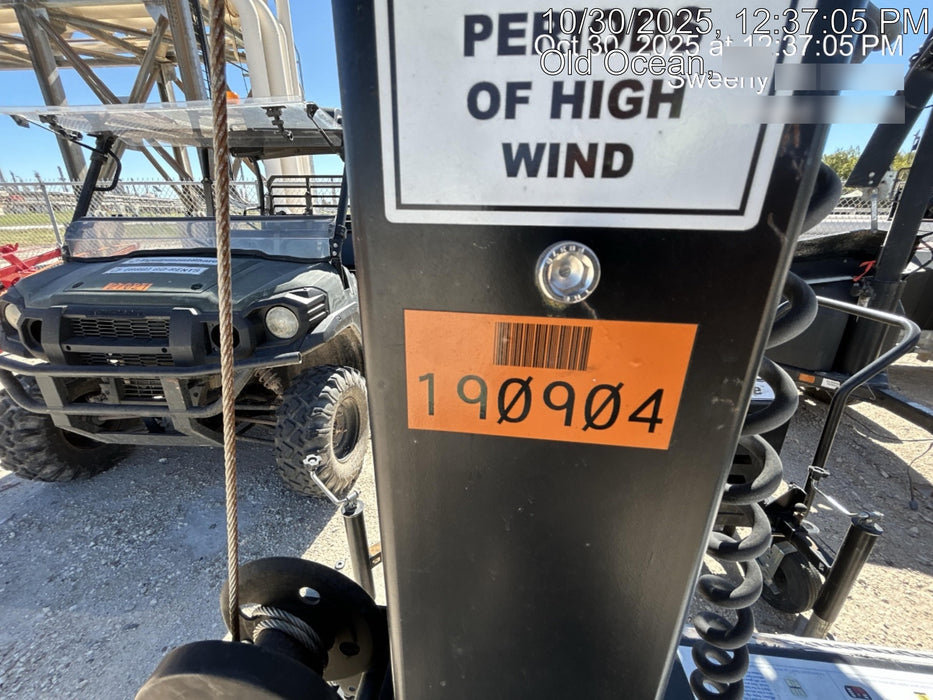 10/30/2025, 12:37:05 PM
Oct 30, 2025 at 12:37:05 PM
Old Ocean,
Sweeny
OF HIGH
WIND
190904